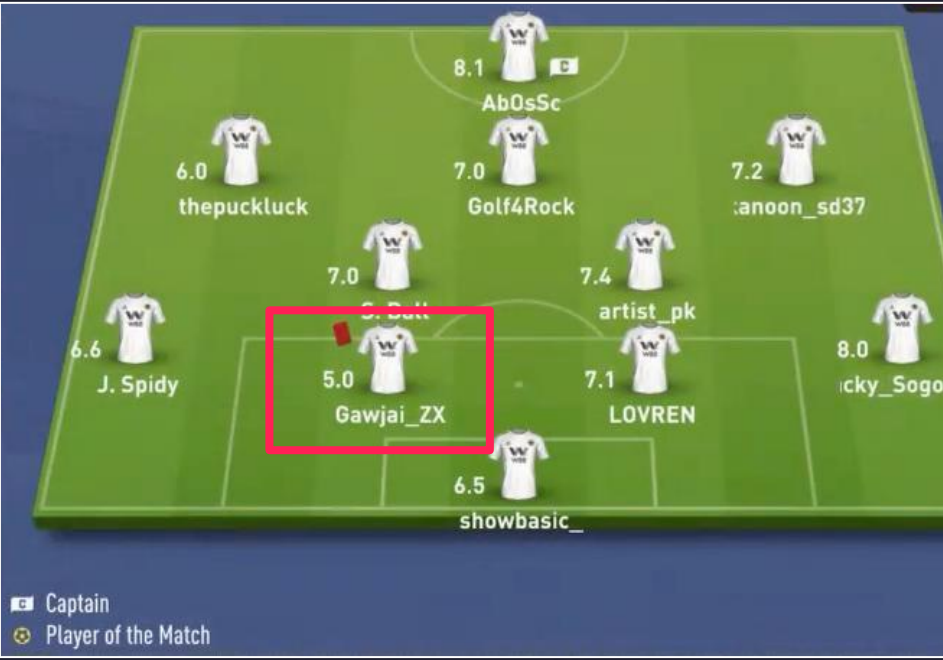 8.1
C
AbOsSc
6.0
thepuckluck
7.0
Golf4Rock
7.2
anoon_sd37
7.0
7.4
artist_pk
6.6
J. Spidy
5.0
Gawjai_ZX
7.1
LOVREN
8.0
cky_Sogo
6.5
showbasic_
C Captain
Player of the Match